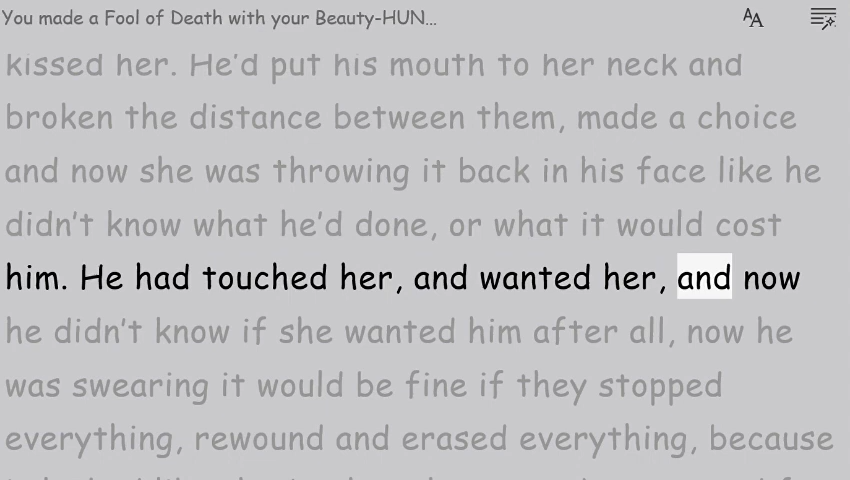 You made a Fool of Death with your Beauty-HUN...
AA
kissed her. He'd put his mouth to her neck and
broken the distance between them, made a choice
and now she was throwing it back in his face like he
didn't know what he'd done, or what it would cost
him. He had touched her, and wanted her, and now
he didn't know if she wanted him after all, now he
was swearing it would be fine if they stopped
everything, rewound and erased everything, because